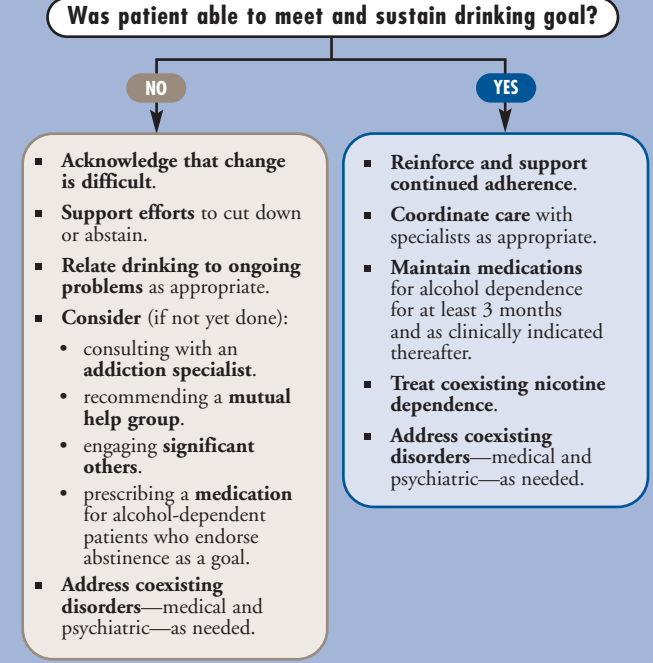 Was patient able to meet and sustain drinking goal?
NO
▪ Acknowledge that change
is difficult.
▪ Support efforts to cut down
or abstain.
▪ Relate drinking to ongoing
problems as appropriate.
▪ Consider (if not yet done):
• consulting with an
addiction specialist.
• recommending a mutual
help group.
• engaging significant
others.
• prescribing a medication
for alcohol-dependent
patients who endorse
abstinence as a goal.
▪ Address coexisting
disorders—medical and
psychiatric—as needed.
YES
▪ Reinforce and support
continued adherence.
▪ Coordinate care with
specialists as appropriate.
▪ Maintain medications
for alcohol dependence
for at least 3 months
and as clinically indicated
thereafter.
▪ Treat coexisting nicotine
dependence.
▪ Address coexisting
disorders—medical and
psychiatric—as needed.